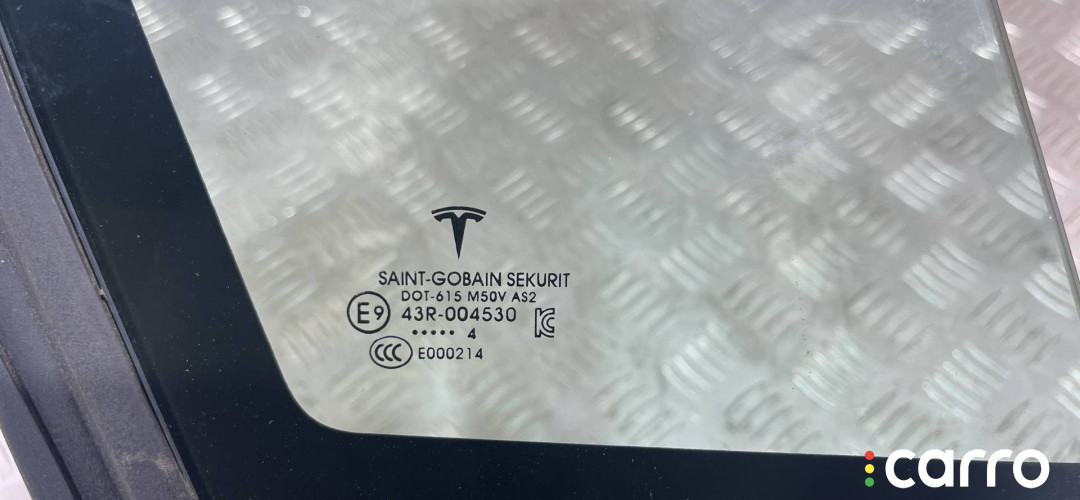 SAINT-GOBAIN SEKURIT
DOT-615 M50V AS2
E9 43R-004530
••••• 4
CCC E000214
carro